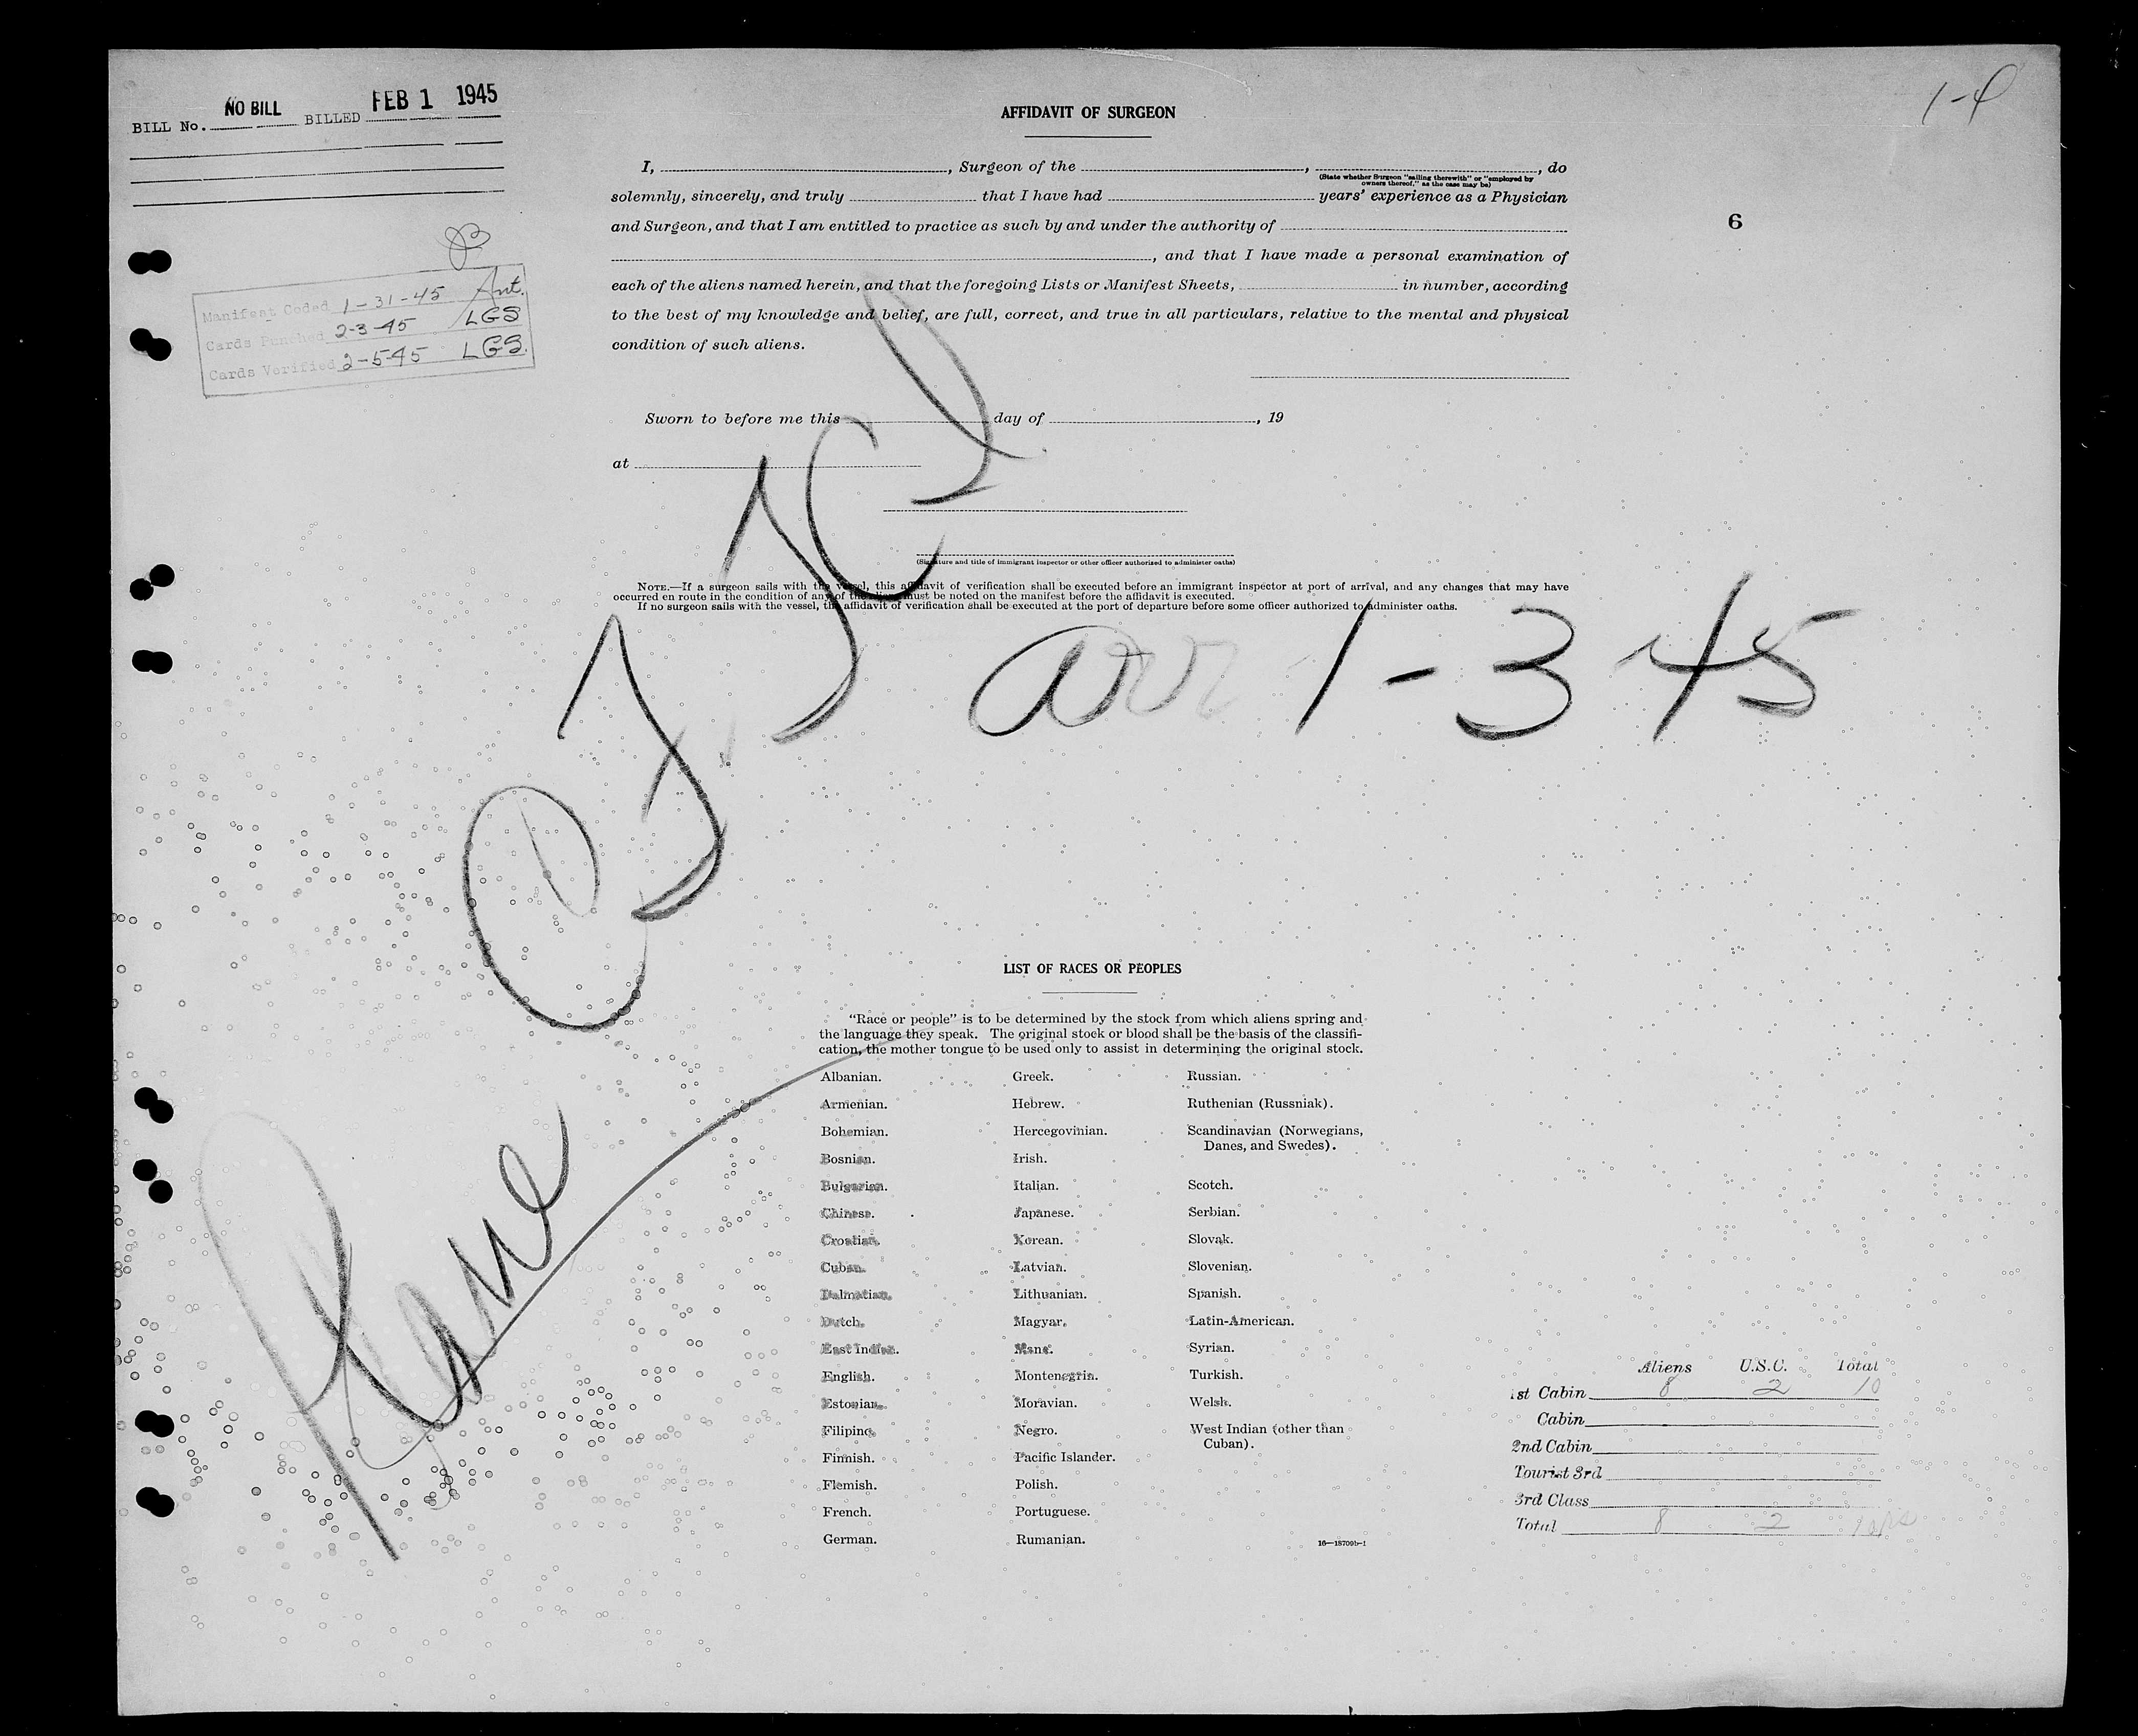 1-4
BILL No. NO BILL BILLED FEB 1 1945
AFFIDAVIT OF SURGEON
I, , Surgeon of the , , do
(State whether Surgeon "sailing therewith" or "employed by
owners thereof," as the case may be)
solemnly, sincerely, and truly that I have had years' experience as a Physician
and Surgeon, and that I am entitled to practice as such by and under the authority of
, and that I have made a personal examination of
each of the aliens named herein, and that the foregoing Lists or Manifest Sheets, in number, according
to the best of my knowledge and belief, are full, correct, and true in all particulars, relative to the mental and physical
condition of such aliens.
6
Manifest Coded 1-31-45 Ant.
Cards Punched 2-3-45 LGS
Cards Verified 2-5-45 LGS.
Sworn to before me this day of , 19
at
(Signature and title of immigrant inspector or other officer authorized to administer oaths)
NOTE.—If a surgeon sails with the vessel, this affidavit of verification shall be executed before an immigrant inspector at port of arrival, and any changes that may have
occurred en route in the condition of any of the aliens must be noted on the manifest before the affidavit is executed.
If no surgeon sails with the vessel, the affidavit of verification shall be executed at the port of departure before some officer authorized to administer oaths.
arr 1-3 45
Plane
LIST OF RACES OR PEOPLES
"Race or people" is to be determined by the stock from which aliens spring and
the language they speak. The original stock or blood shall be the basis of the classifi-
cation, the mother tongue to be used only to assist in determining the original stock.
Albanian.
Armenian.
Bohemian.
Bosnian.
Bulgarian.
Chinese.
Croatian.
Cuban.
Dalmatian.
Dutch.
East Indian.
English.
Estonian.
Filipino.
Finnish.
Flemish.
French.
German.
Greek.
Hebrew.
Hercegovinian.
Irish.
Italian.
Japanese.
Korean.
Latvian.
Lithuanian.
Magyar.
Manx.
Montenegrin.
Moravian.
Negro.
Pacific Islander.
Polish.
Portuguese.
Rumanian.
Russian.
Ruthenian (Russniak).
Scandinavian (Norwegians,
Danes, and Swedes).
Scotch.
Serbian.
Slovak.
Slovenian.
Spanish.
Latin-American.
Syrian.
Turkish.
Welsh.
West Indian (other than
Cuban).
16—18709b-1
Aliens U.S.C. Total
1st Cabin 8 2 10
Cabin
2nd Cabin
Tourist 3rd
3rd Class
Total 8 2